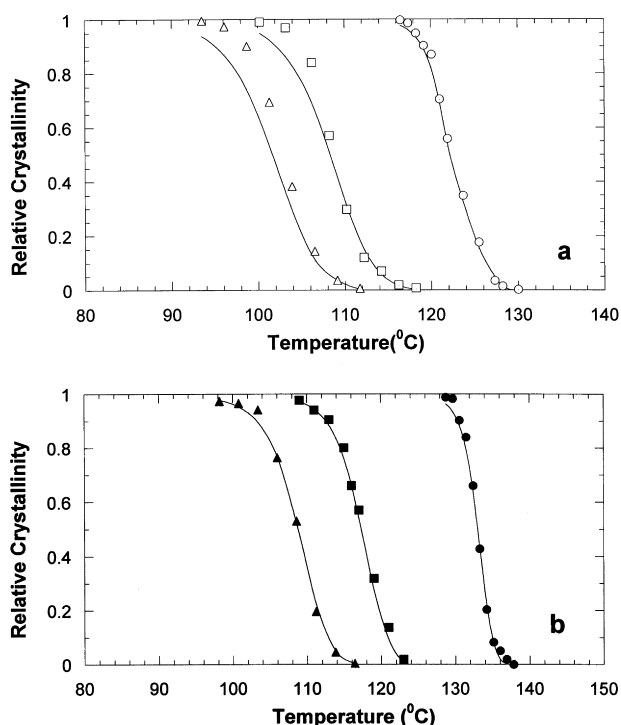 Relative Crystallinity
1
0.8
0.6
0.4
0.2
0
a
80 90 100 110 120 130 140
Temperature(⁰C)
Relative Crystallinity
1
0.8
0.6
0.4
0.2
0
b
80 90 100 110 120 130 140 150
Temperature (⁰C)